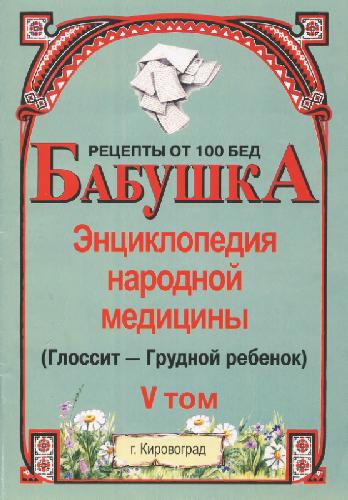 РЕЦЕПТЫ ОТ 100 БЕД
БАБУШКА
Энциклопедия
народной
медицины
(Глоссит — Грудной ребенок)
V том
г. Кировоград